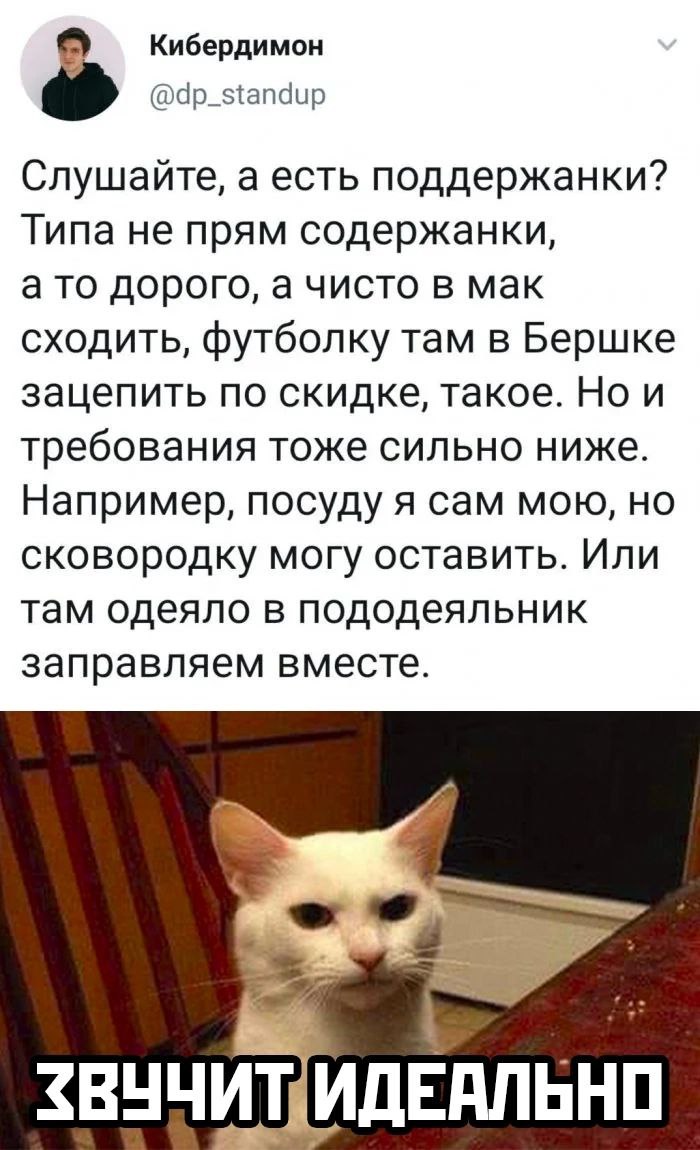 Кибердимон
@dp_standup
Слушайте, а есть поддержанки?
Типа не прям содержанки,
а то дорого, а чисто в мак
сходить, футболку там в Бершке
зацепить по скидке, такое. Но и
требования тоже сильно ниже.
Например, посуду я сам мою, но
сковородку могу оставить. Или
там одеяло в пододеяльник
заправляем вместе.
ЗВУЧИТ ИДЕАЛЬНО